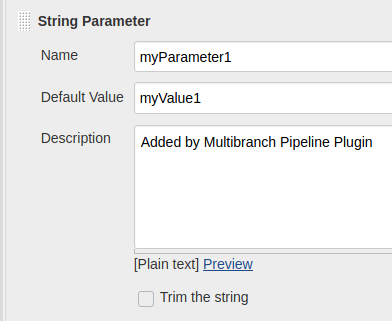 String Parameter
Name
myParameter1
Default Value
myValue1
Description
Added by Multibranch Pipeline Plugin
[Plain text] Preview
Trim the string